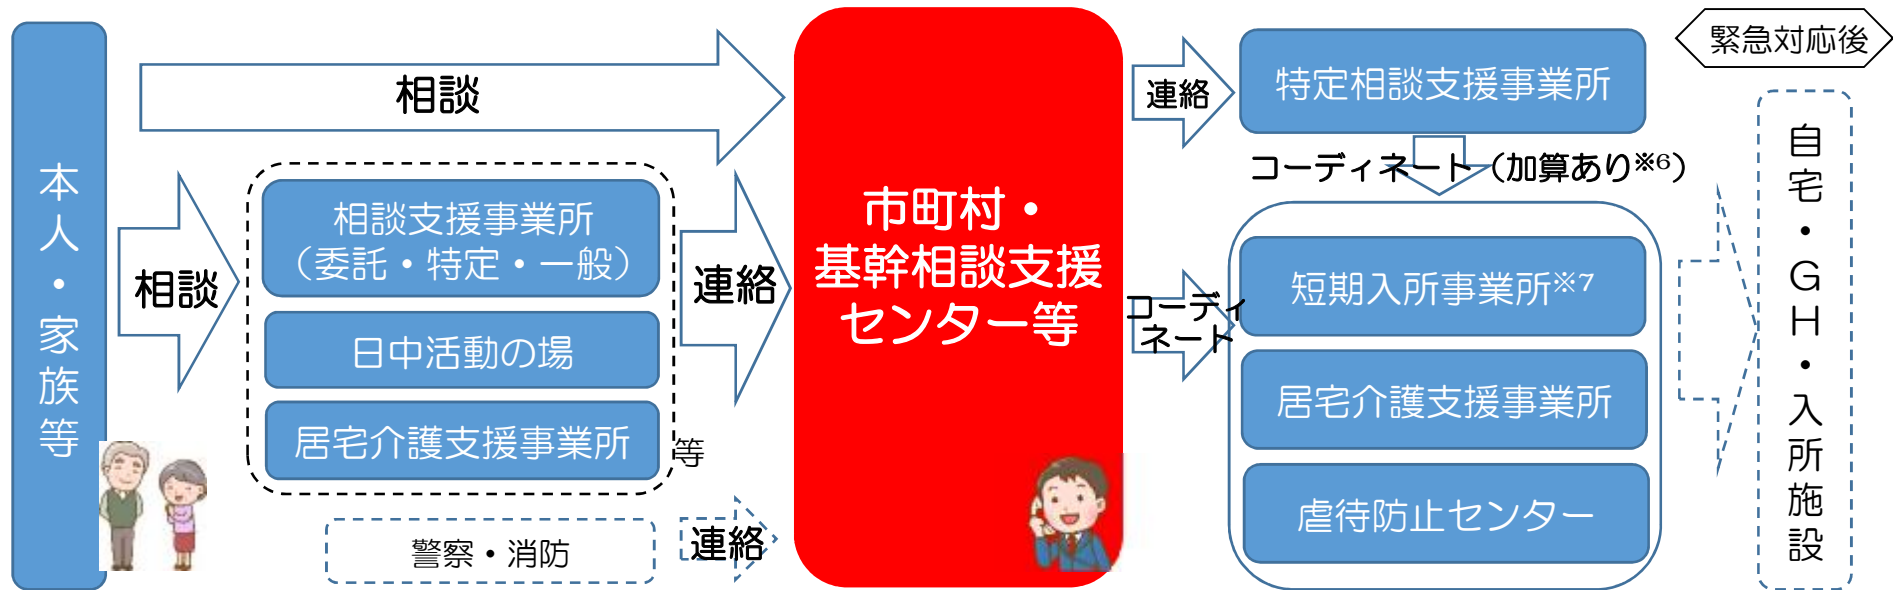 本人・家族等
相談
相談
相談支援事業所
（委託・特定・一般）
日中活動の場
居宅介護支援事業所
等
警察・消防
連絡
連絡
市町村・
基幹相談支援
センター等
連絡
特定相談支援事業所
コーディネート（加算あり※6）
コーディ
ネート
短期入所事業所※7
居宅介護支援事業所
虐待防止センター
緊急対応後
自宅・GH・入所施設